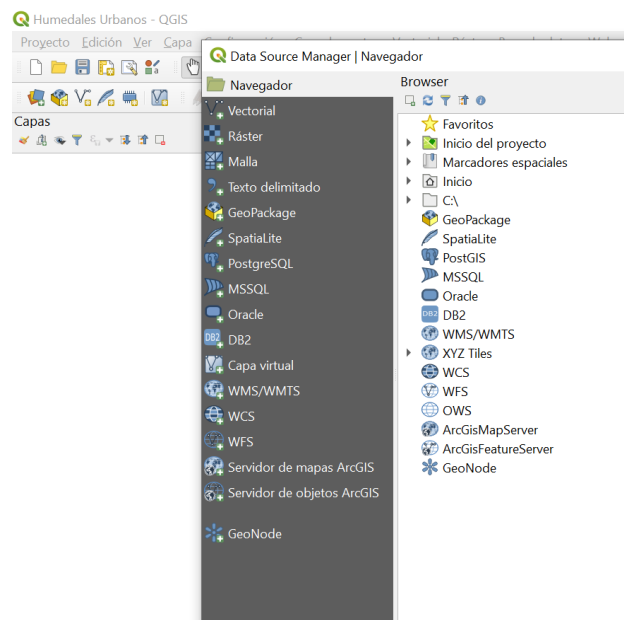 Humedales Urbanos - QGIS
Proyecto Edición Ver Capa
Data Source Manager | Navegador
Navegador
Vectorial
Ráster
Malla
Texto delimitado
GeoPackage
SpatiaLite
PostgreSQL
MSSQL
Oracle
DB2
DB2
Capa virtual
WMS/WMTS
WCS
WFS
Servidor de mapas ArcGIS
Servidor de objetos ArcGIS
GeoNode
Capas
Browser
Favoritos
Inicio del proyecto
Marcadores espaciales
Inicio
C:\
GeoPackage
SpatiaLite
PostGIS
MSSQL
Oracle
DB2
DB2
WMS/WMTS
XYZ Tiles
WCS
WFS
OWS
ArcGisMapServer
ArcGisFeatureServer
GeoNode